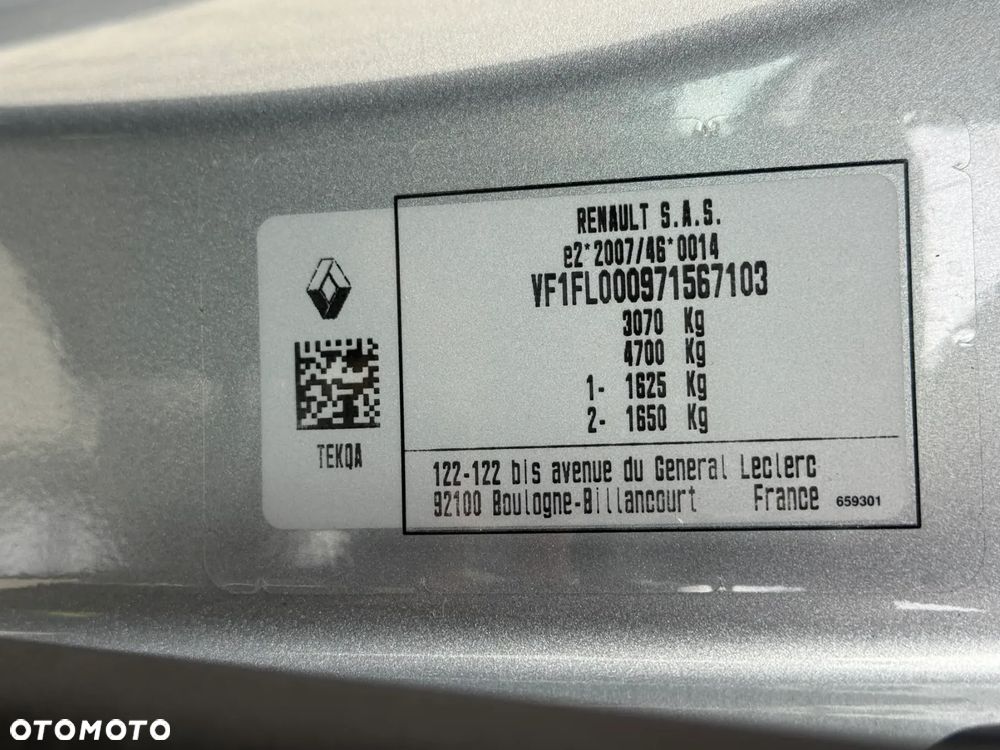 RENAULT S.A.S.
e2*2007/46*0014
VF1FL000971567103
3070 Kg
4700 Kg
1- 1625 Kg
2- 1650 Kg
TEKQA
122-122 bis avenue du General Leclerc
92100 Boulogne-Billancourt France 659301
OTOMOTO